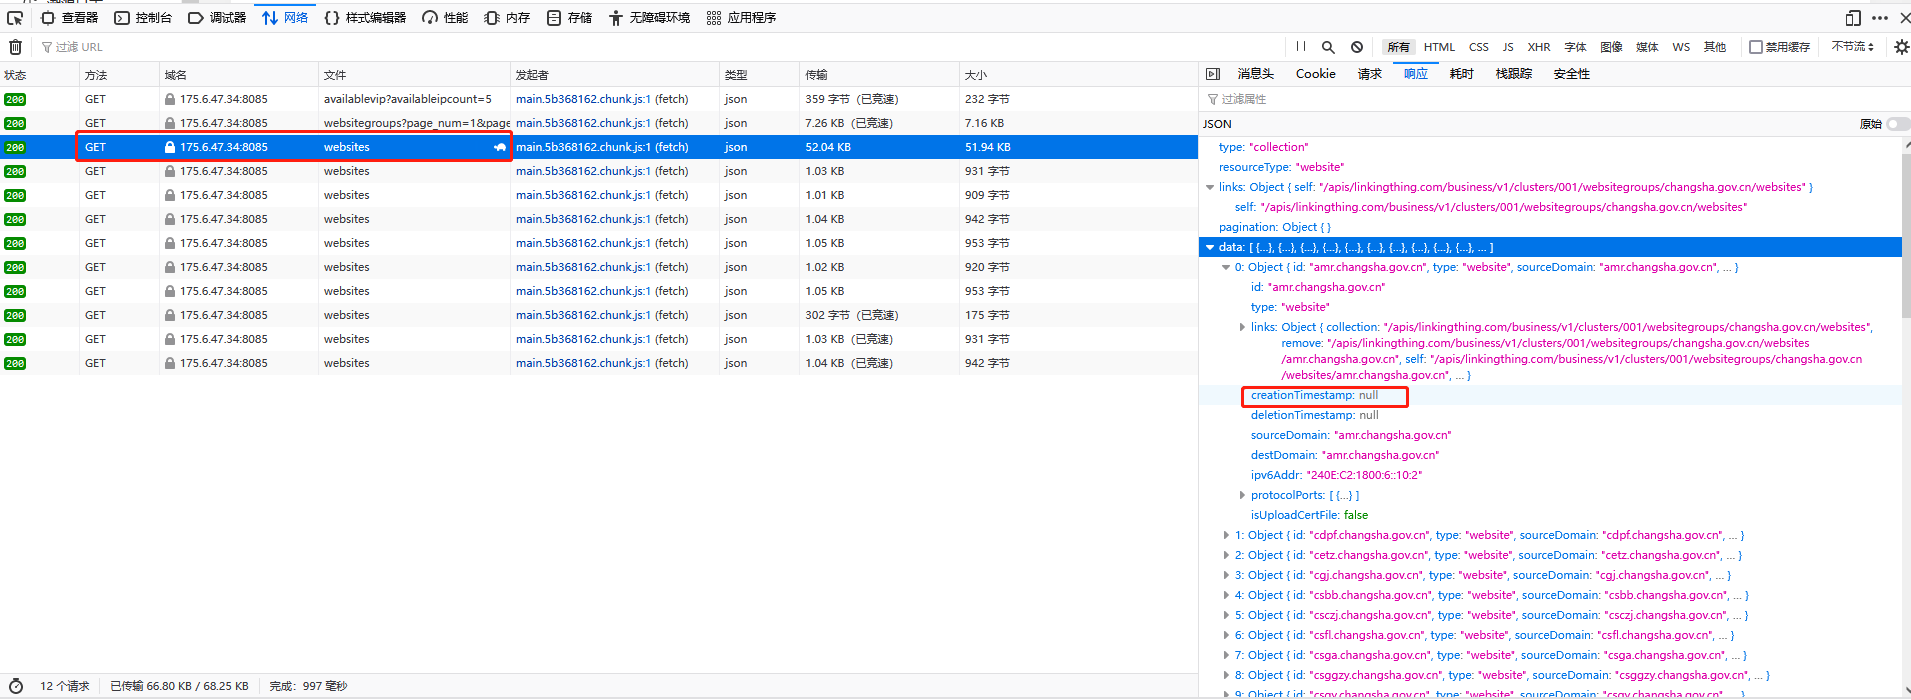 查看器 控制台 调试器 网络 样式编辑器 性能 内存 存储 无障碍环境 应用程序
过滤 URL 所有 HTML CSS JS XHR 字体 图像 媒体 WS 其他 禁用缓存 不节流
状态 方法 域名 文件 发起者 类型 传输 大小
200 GET 175.6.47.34:8085 availablevip?availableipcount=5 main.5b368162.chunk.js:1 (fetch) json 359 字节 (已竞速) 232 字节
200 GET 175.6.47.34:8085 websitegroups?page_num=1&page main.5b368162.chunk.js:1 (fetch) json 7.26 KB (已竞速) 7.16 KB
200 GET 175.6.47.34:8085 websites main.5b368162.chunk.js:1 (fetch) json 52.04 KB 51.94 KB
200 GET 175.6.47.34:8085 websites main.5b368162.chunk.js:1 (fetch) json 1.03 KB 931 字节
200 GET 175.6.47.34:8085 websites main.5b368162.chunk.js:1 (fetch) json 1.01 KB 909 字节
200 GET 175.6.47.34:8085 websites main.5b368162.chunk.js:1 (fetch) json 1.04 KB 942 字节
200 GET 175.6.47.34:8085 websites main.5b368162.chunk.js:1 (fetch) json 1.05 KB 953 字节
200 GET 175.6.47.34:8085 websites main.5b368162.chunk.js:1 (fetch) json 1.02 KB 920 字节
200 GET 175.6.47.34:8085 websites main.5b368162.chunk.js:1 (fetch) json 1.05 KB 953 字节
200 GET 175.6.47.34:8085 websites main.5b368162.chunk.js:1 (fetch) json 302 字节 (已竞速) 175 字节
200 GET 175.6.47.34:8085 websites main.5b368162.chunk.js:1 (fetch) json 1.03 KB (已竞速) 931 字节
200 GET 175.6.47.34:8085 websites main.5b368162.chunk.js:1 (fetch) json 1.04 KB (已竞速) 942 字节
12 个请求 已传输 66.80 KB / 68.25 KB 完成: 997 毫秒
消息头 Cookie 请求 响应 耗时 栈跟踪 安全性
过滤属性
JSON 原始
type: "collection"
resourceType: "website"
links: Object { self: "/apis/linkingthing.com/business/v1/clusters/001/websitegroups/changsha.gov.cn/websites" }
self: "/apis/linkingthing.com/business/v1/clusters/001/websitegroups/changsha.gov.cn/websites"
pagination: Object { }
data: [ {…}, {…}, {…}, {…}, {…}, {…}, {…}, {…}, {…}, {…}, … ]
0: Object { id: "amr.changsha.gov.cn", type: "website", sourceDomain: "amr.changsha.gov.cn", … }
id: "amr.changsha.gov.cn"
type: "website"
links: Object { collection: "/apis/linkingthing.com/business/v1/clusters/001/websitegroups/changsha.gov.cn/websites",
remove: "/apis/linkingthing.com/business/v1/clusters/001/websitegroups/changsha.gov.cn/websites
/amr.changsha.gov.cn", self: "/apis/linkingthing.com/business/v1/clusters/001/websitegroups/changsha.gov.cn
/websites/amr.changsha.gov.cn", … }
creationTimestamp: null
deletionTimestamp: null
sourceDomain: "amr.changsha.gov.cn"
destDomain: "amr.changsha.gov.cn"
ipv6Addr: "240E:C2:1800:6::10:2"
protocolPorts: [ {…} ]
isUploadCertFile: false
1: Object { id: "cdpf.changsha.gov.cn", type: "website", sourceDomain: "cdpf.changsha.gov.cn", … }
2: Object { id: "cetz.changsha.gov.cn", type: "website", sourceDomain: "cetz.changsha.gov.cn", … }
3: Object { id: "cgj.changsha.gov.cn", type: "website", sourceDomain: "cgj.changsha.gov.cn", … }
4: Object { id: "csbb.changsha.gov.cn", type: "website", sourceDomain: "csbb.changsha.gov.cn", … }
5: Object { id: "csczj.changsha.gov.cn", type: "website", sourceDomain: "csczj.changsha.gov.cn", … }
6: Object { id: "csfl.changsha.gov.cn", type: "website", sourceDomain: "csfl.changsha.gov.cn", … }
7: Object { id: "csga.changsha.gov.cn", type: "website", sourceDomain: "csga.changsha.gov.cn", … }
8: Object { id: "csggzy.changsha.gov.cn", type: "website", sourceDomain: "csggzy.changsha.gov.cn", … }